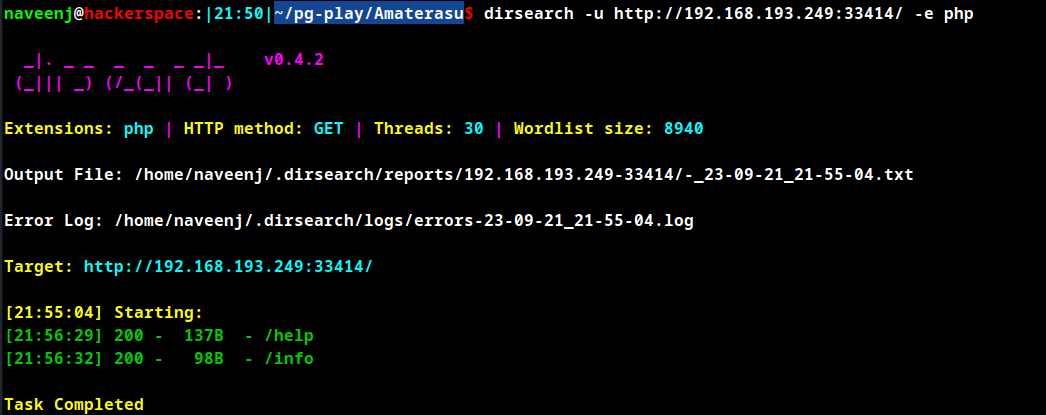 naveenj@hackerspace:|21:50|~/pg-play/Amaterasu$ dirsearch -u http://192.168.193.249:33414/ -e php
_|. _ _  _  _  _ _|_    v0.4.2
(_||| _) (/_(_|| (_| )
Extensions: php | HTTP method: GET | Threads: 30 | Wordlist size: 8940
Output File: /home/naveenj/.dirsearch/reports/192.168.193.249-33414/-_23-09-21_21-55-04.txt
Error Log: /home/naveenj/.dirsearch/logs/errors-23-09-21_21-55-04.log
Target: http://192.168.193.249:33414/
[21:55:04] Starting:
[21:56:29] 200 -  137B  - /help
[21:56:32] 200 -   98B  - /info
Task Completed